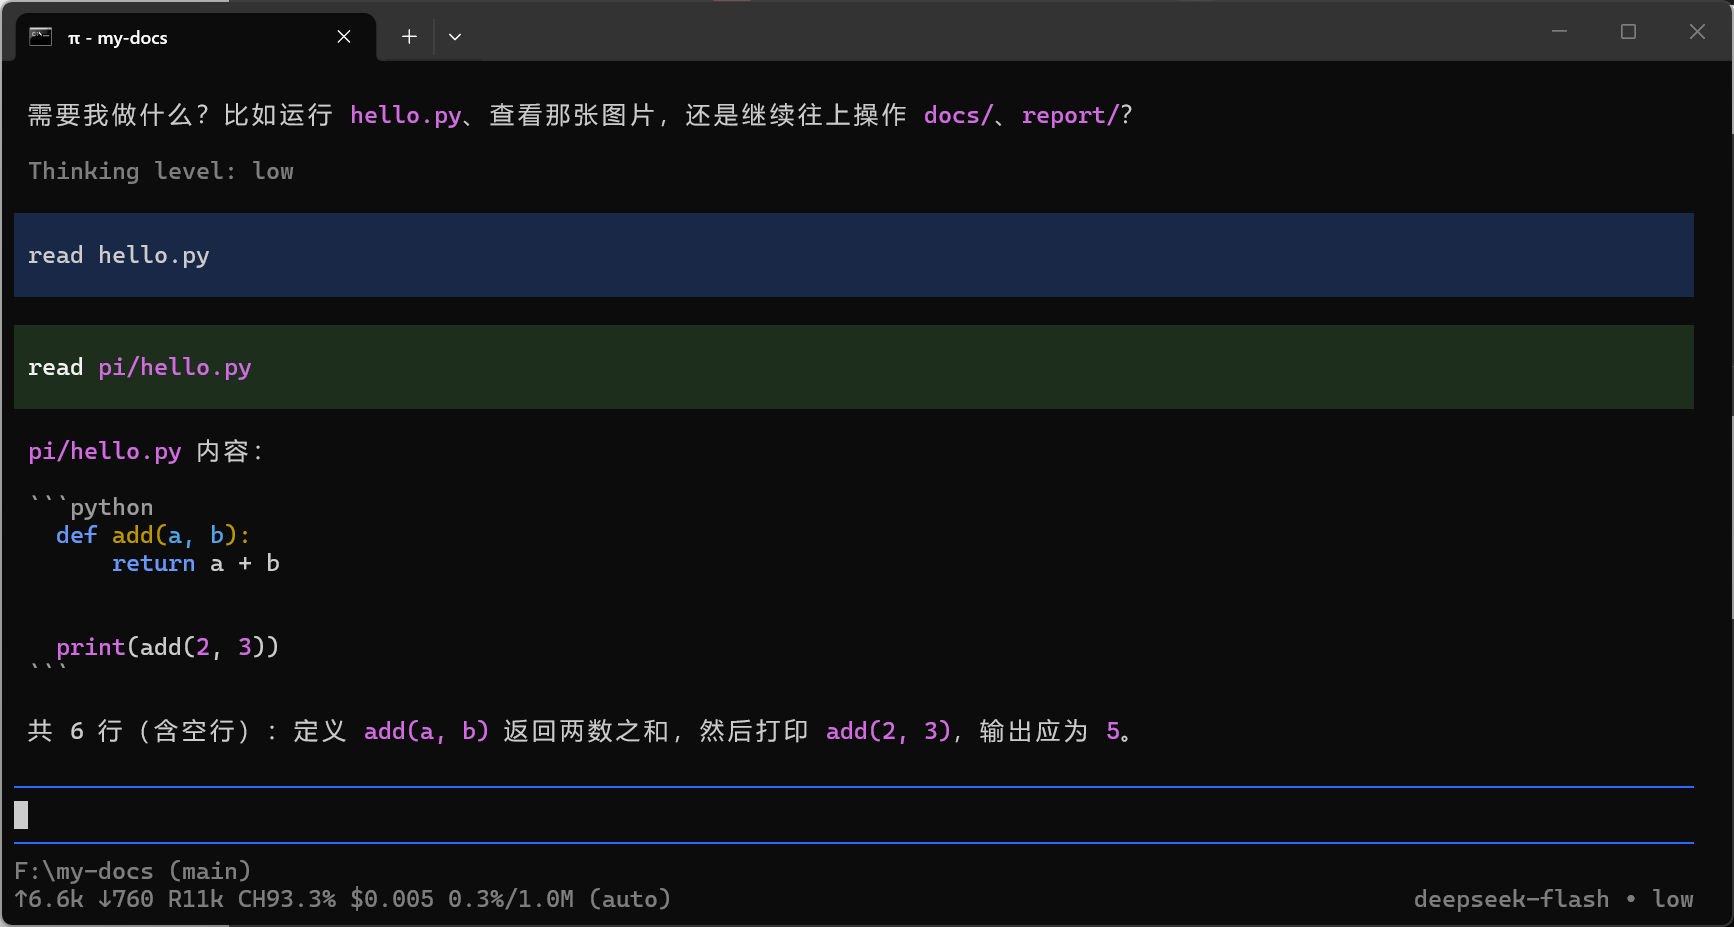 π - my-docs
需要我做什么？比如运行 hello.py、查看那张图片，还是继续往上操作 docs/、report/？
Thinking level: low
read hello.py
read pi/hello.py
pi/hello.py 内容：
```python
  def add(a, b):
      return a + b
  print(add(2, 3))
```
共 6 行（含空行）：定义 add(a, b) 返回两数之和，然后打印 add(2, 3)，输出应为 5。
F:\my-docs (main)
↑6.6k ↓760 R11k CH93.3% $0.005 0.3%/1.0M (auto) deepseek-flash • low